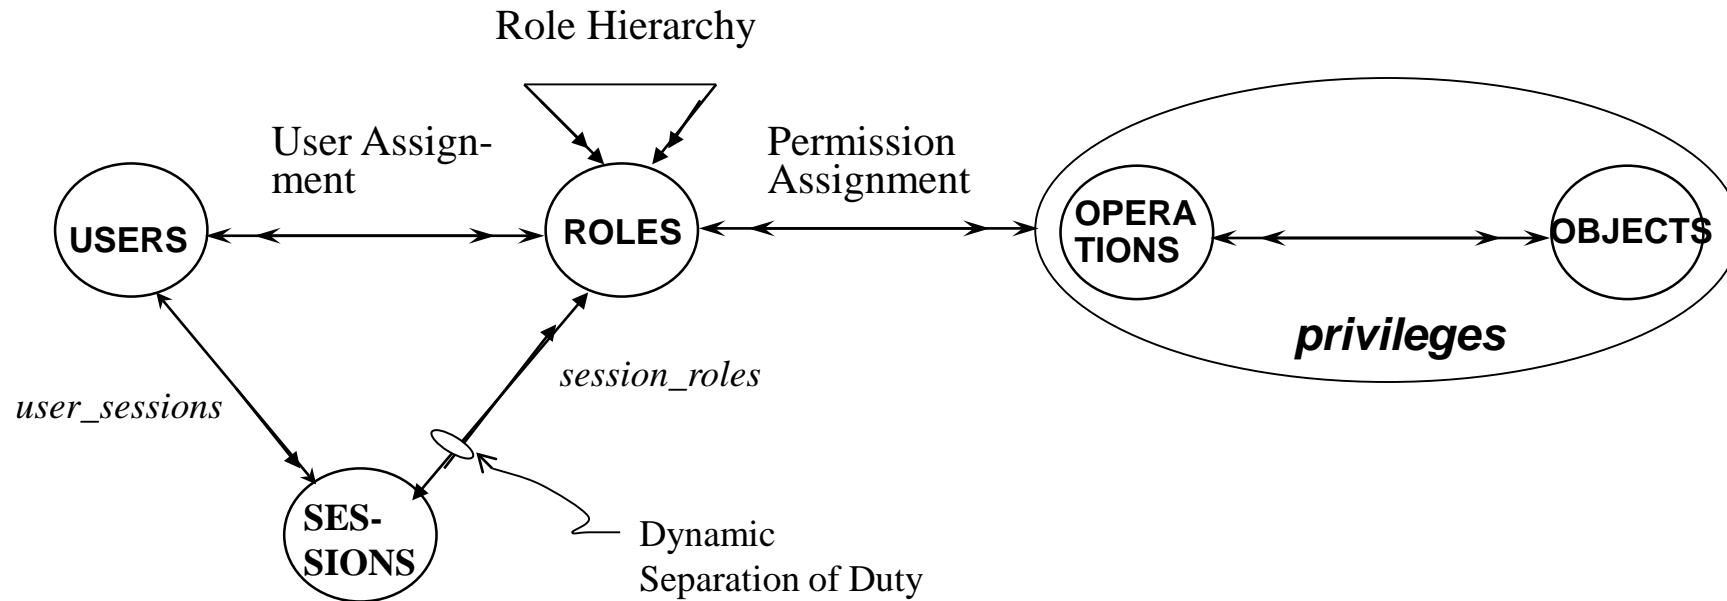 Role Hierarchy
User Assign-
ment
Permission
Assignment
USERS
ROLES
OPERA
TIONS
OBJECTS
privileges
user_sessions
session_roles
SES-
SIONS
Dynamic
Separation of Duty